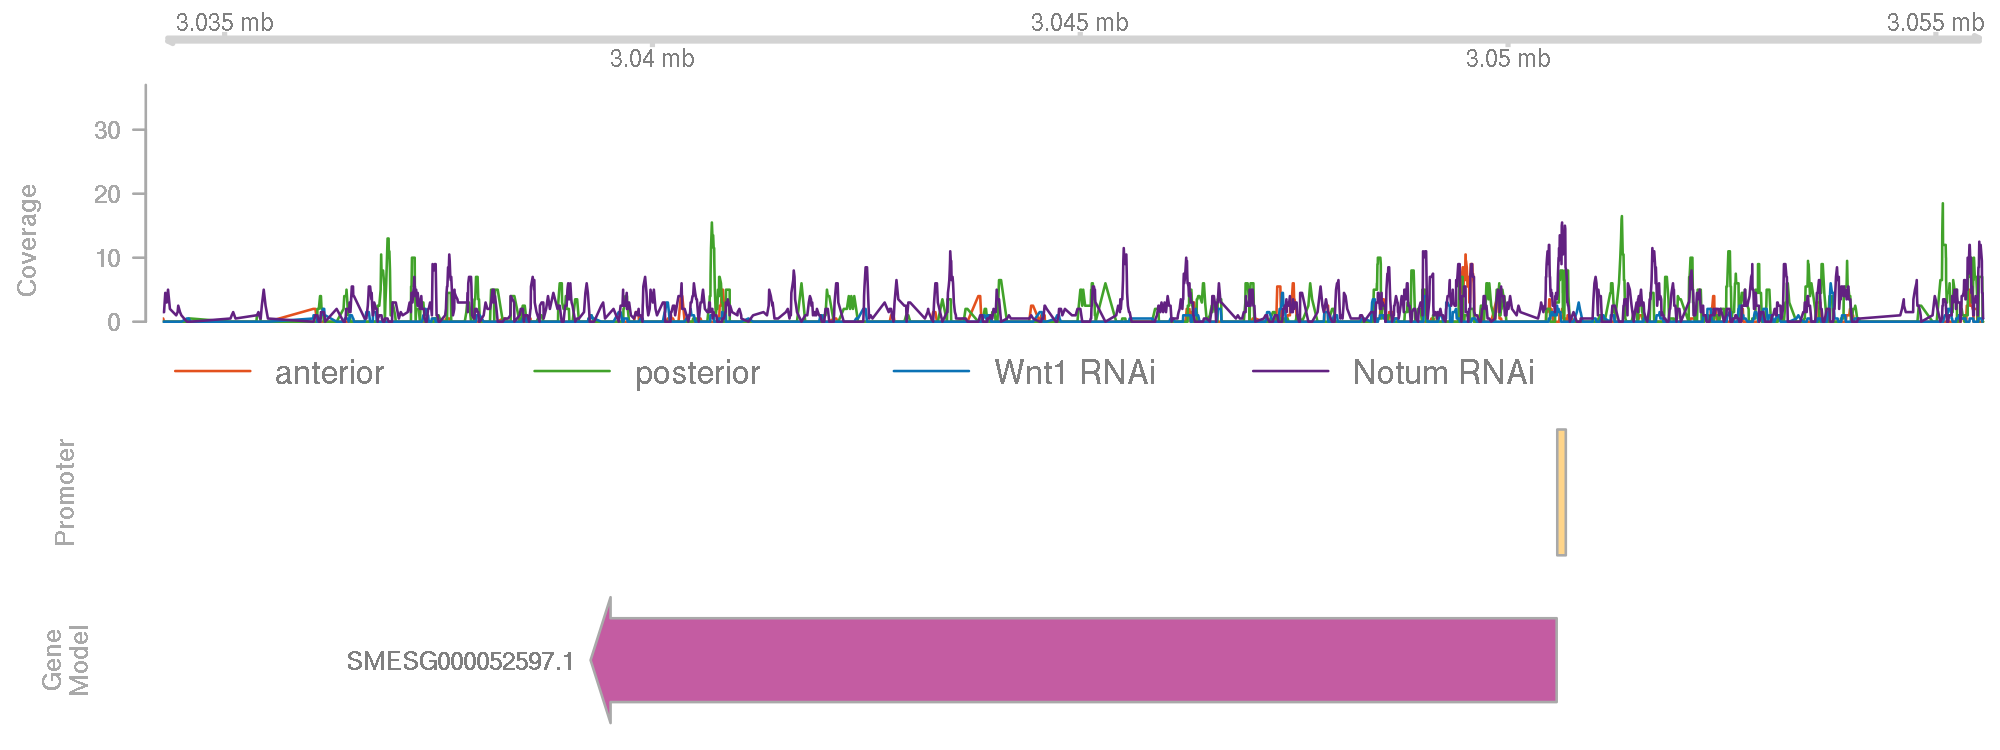 3.035 mb
3.045 mb
3.055 mb
3.04 mb
3.05 mb
Coverage
30
20
10
0
anterior
posterior
Wnt1 RNAi
Notum RNAi
Promoter
0
Gene
Model
SMESG000052597.1